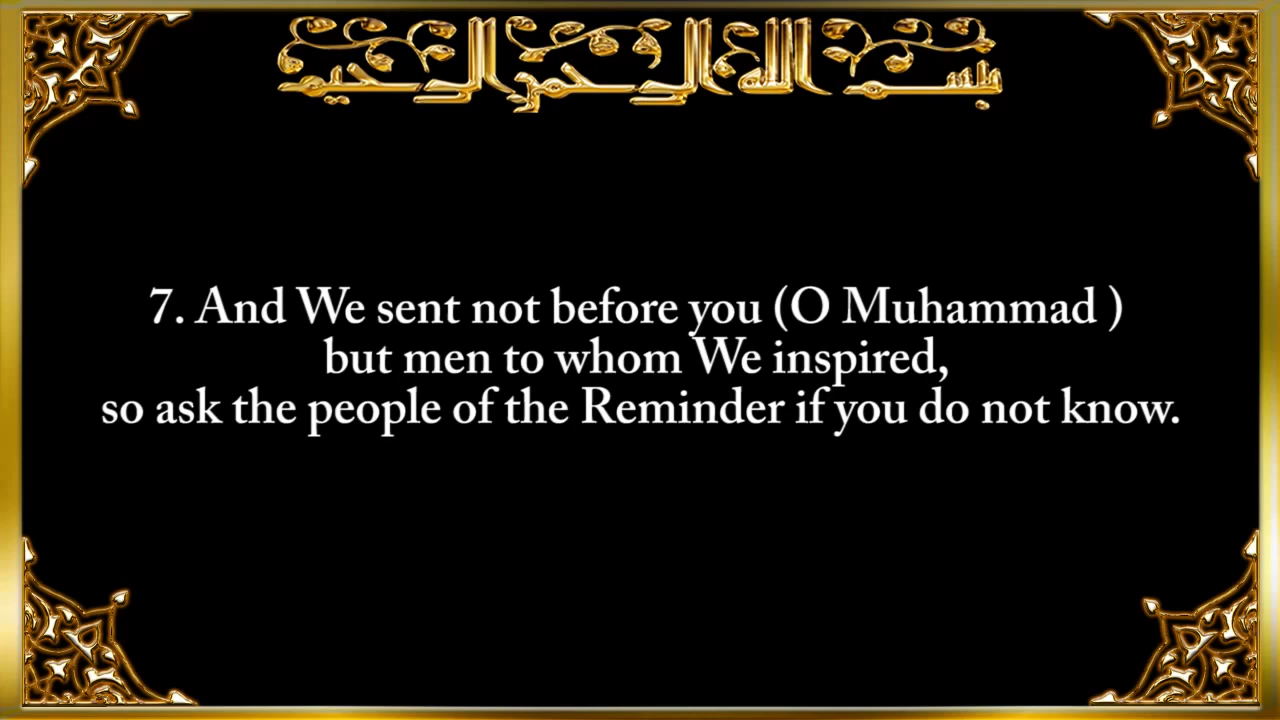 بسم الله الرحمن الرحيم
7. And We sent not before you (O Muhammad )
but men to whom We inspired,
so ask the people of the Reminder if you do not know.